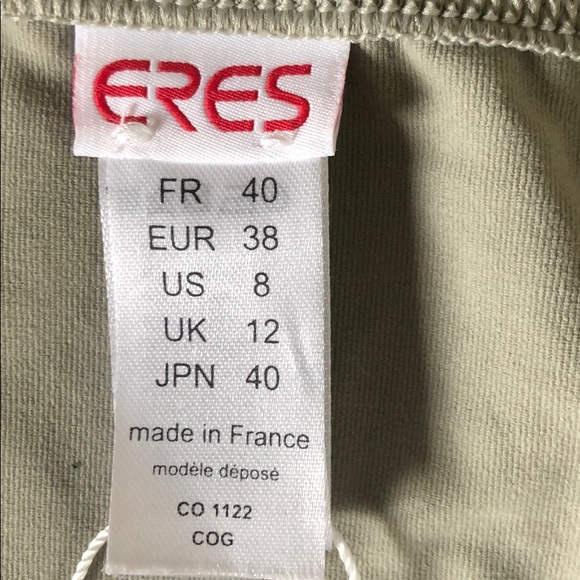 ERES
FR 40
EUR 38
US 8
UK 12
JPN 40
made in France
modèle déposé
CO 1122
COG